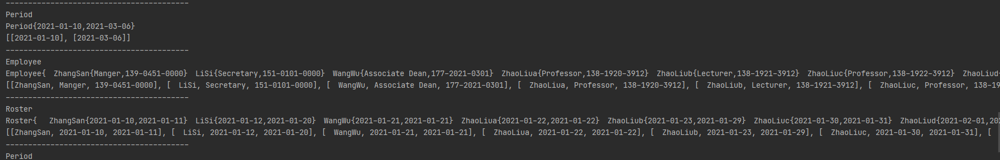 -----------------------------------------
Period
Period{2021-01-10,2021-03-06}
[[2021-01-10], [2021-03-06]]
-----------------------------------------
Employee
Employee{  ZhangSan{Manger,139-0451-0000}  LiSi{Secretary,151-0101-0000}  WangWu{Associate Dean,177-2021-0301}  ZhaoLiua{Professor,138-1920-3912}  ZhaoLiub{Lecturer,138-1921-3912}  ZhaoLiuc{Professor,138-1922-3912}  ZhaoLiud
[[ZhangSan, Manger, 139-0451-0000], [  LiSi, Secretary, 151-0101-0000], [  WangWu, Associate Dean, 177-2021-0301], [  ZhaoLiua, Professor, 138-1920-3912], [  ZhaoLiub, Lecturer, 138-1921-3912], [  ZhaoLiuc, Professor, 138-19
-----------------------------------------
Roster
Roster{   ZhangSan{2021-01-10,2021-01-11}  LiSi{2021-01-12,2021-01-20}  WangWu{2021-01-21,2021-01-21}  ZhaoLiua{2021-01-22,2021-01-22}  ZhaoLiub{2021-01-23,2021-01-29}  ZhaoLiuc{2021-01-30,2021-01-31}  ZhaoLiud{2021-02-01,202
[[ZhangSan, 2021-01-10, 2021-01-11], [  LiSi, 2021-01-12, 2021-01-20], [  WangWu, 2021-01-21, 2021-01-21], [  ZhaoLiua, 2021-01-22, 2021-01-22], [  ZhaoLiub, 2021-01-23, 2021-01-29], [  ZhaoLiuc, 2021-01-30, 2021-01-31], [
-----------------------------------------
Period